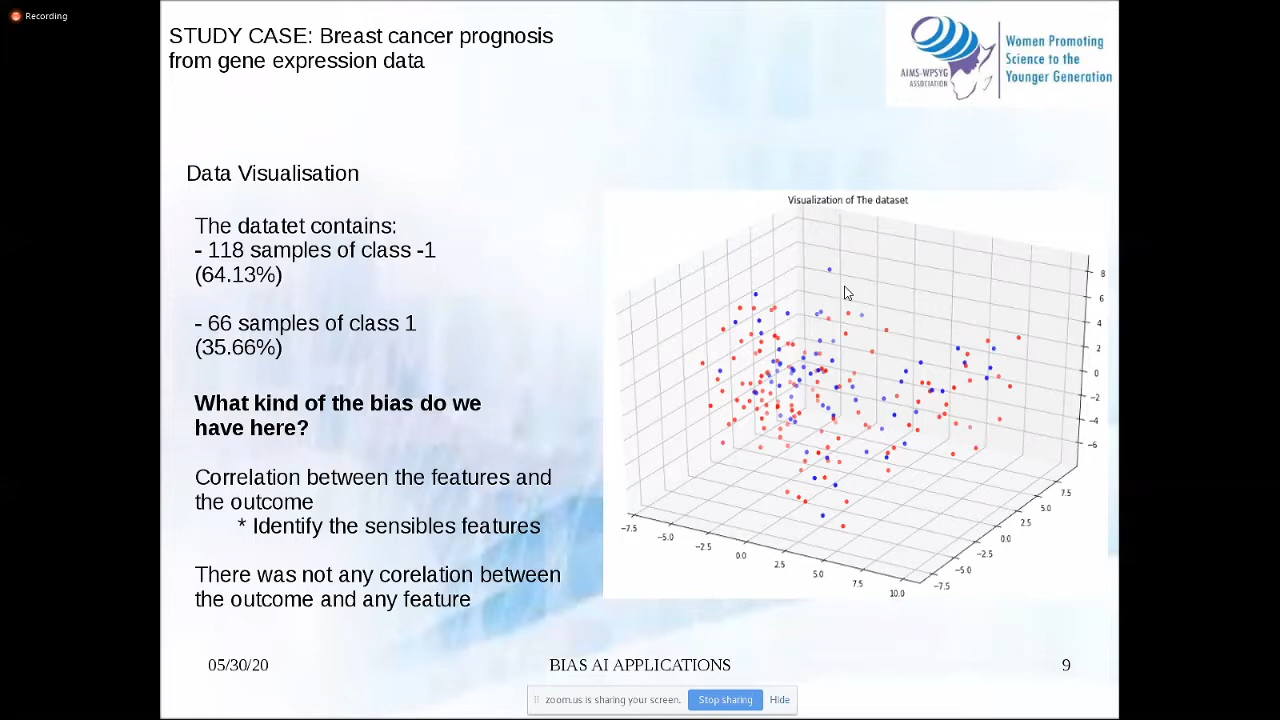 Recording
STUDY CASE: Breast cancer prognosis
from gene expression data
AIMS-WPSYG
ASSOCIATION
Women Promoting
Science to the
Younger Generation
Data Visualisation
The datatet contains:
- 118 samples of class -1
(64.13%)
- 66 samples of class 1
(35.66%)
What kind of the bias do we
have here?
Correlation between the features and
the outcome
* Identify the sensibles features
There was not any corelation between
the outcome and any feature
Visualization of The dataset
8
6
4
2
0
−2
−4
−6
−7.5
−5.0
−2.5
0.0
2.5
5.0
7.5
10.0
−7.5
−5.0
−2.5
0.0
2.5
5.0
7.5
05/30/20
BIAS AI APPLICATIONS
9
zoom.us is sharing your screen.
Stop sharing
Hide